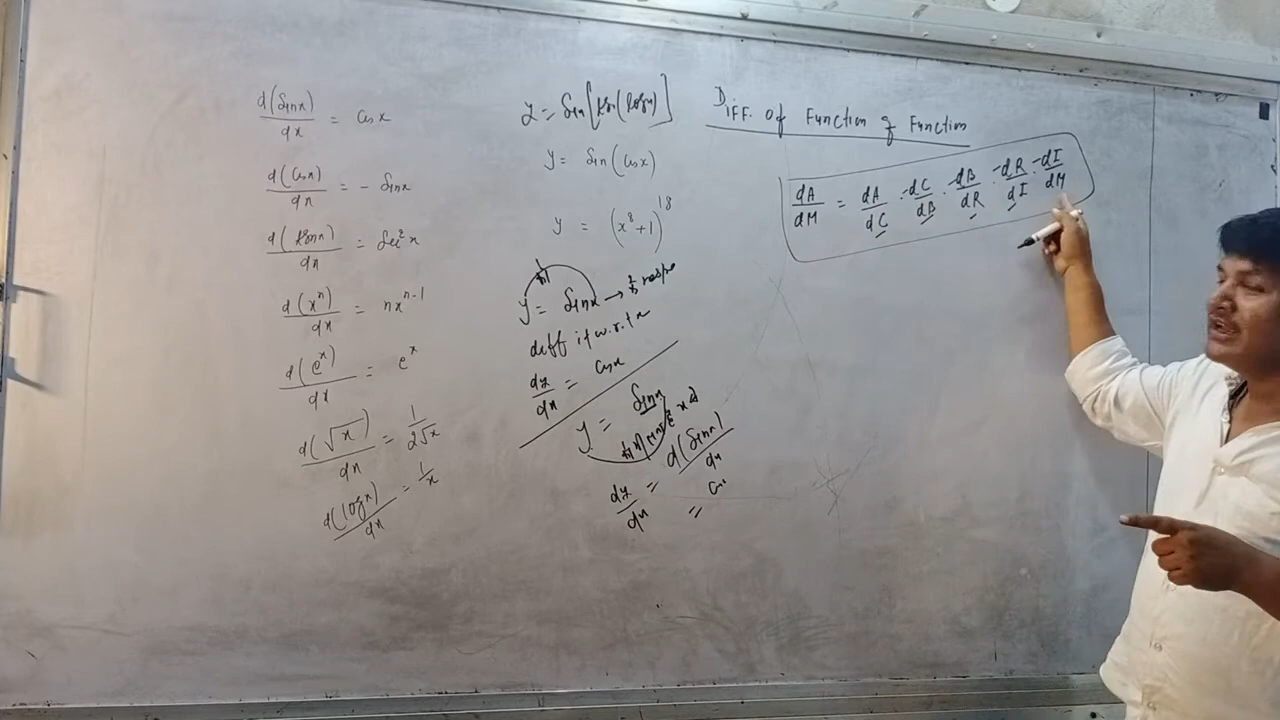 d(sinx)/dx = cosx
d(cosx)/dx = - sinx
d(tanx)/dx = sec²x
d(xⁿ)/dx = nxⁿ⁻¹
d(eˣ)/dx = eˣ
d(√x)/dx = 1/2√x
d(logx)/dx = 1/x
y = sin[tan(logx)]
y = sin(cosx)
y = (x⁸+1)¹⁸
y = sinx →
diff it w.r.t x
dy/dx = cosx
y = sinx
dy/dx = d(sinx)/dx
=
Diff. of Function of Function
dA/dM = dA/dC · dC/dB · dB/dR · dR/dI · dI/dM